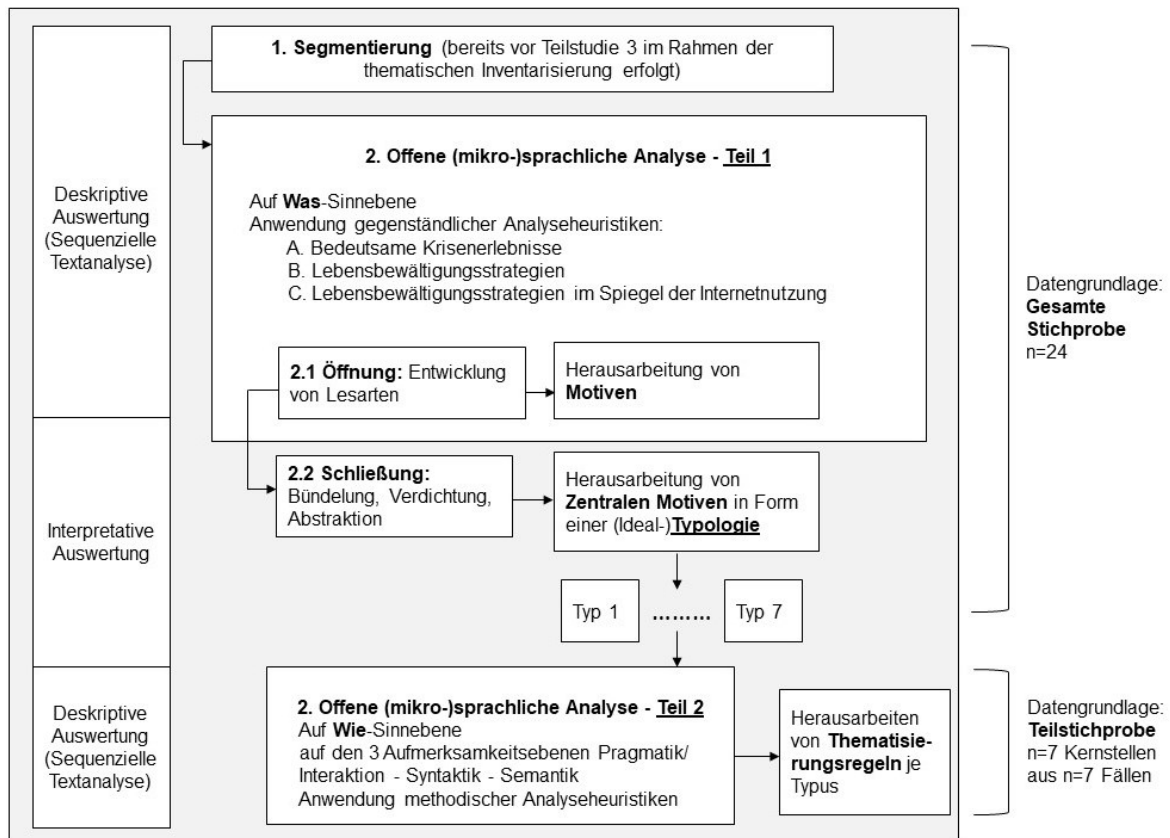 1. Segmentierung (bereits vor Teilstudie 3 im Rahmen der
thematischen Inventarisierung erfolgt)
Deskriptive
Auswertung
(Sequenzielle
Textanalyse)
2. Offene (mikro-)sprachliche Analyse - Teil 1
Auf Was-Sinnebene
Anwendung gegenständlicher Analyseheuristiken:
A. Bedeutsame Krisenerlebnisse
B. Lebensbewältigungsstrategien
C. Lebensbewältigungsstrategien im Spiegel der Internetnutzung
2.1 Öffnung: Entwicklung
von Lesarten
Herausarbeitung von
Motiven
Datengrundlage:
Gesamte
Stichprobe
n=24
Interpretative
Auswertung
2.2 Schließung:
Bündelung, Verdichtung,
Abstraktion
Herausarbeitung von
Zentralen Motiven in Form
einer (Ideal-)Typologie
Typ 1
.........
Typ 7
Deskriptive
Auswertung
(Sequenzielle
Textanalyse)
2. Offene (mikro-)sprachliche Analyse - Teil 2
Auf Wie-Sinnebene
auf den 3 Aufmerksamkeitsebenen Pragmatik/
Interaktion - Syntaktik - Semantik
Anwendung methodischer Analyseheuristiken
Herausarbeiten
von Thematisie-
rungsregeln je
Typus
Datengrundlage:
Teilstichprobe
n=7 Kernstellen
aus n=7 Fällen